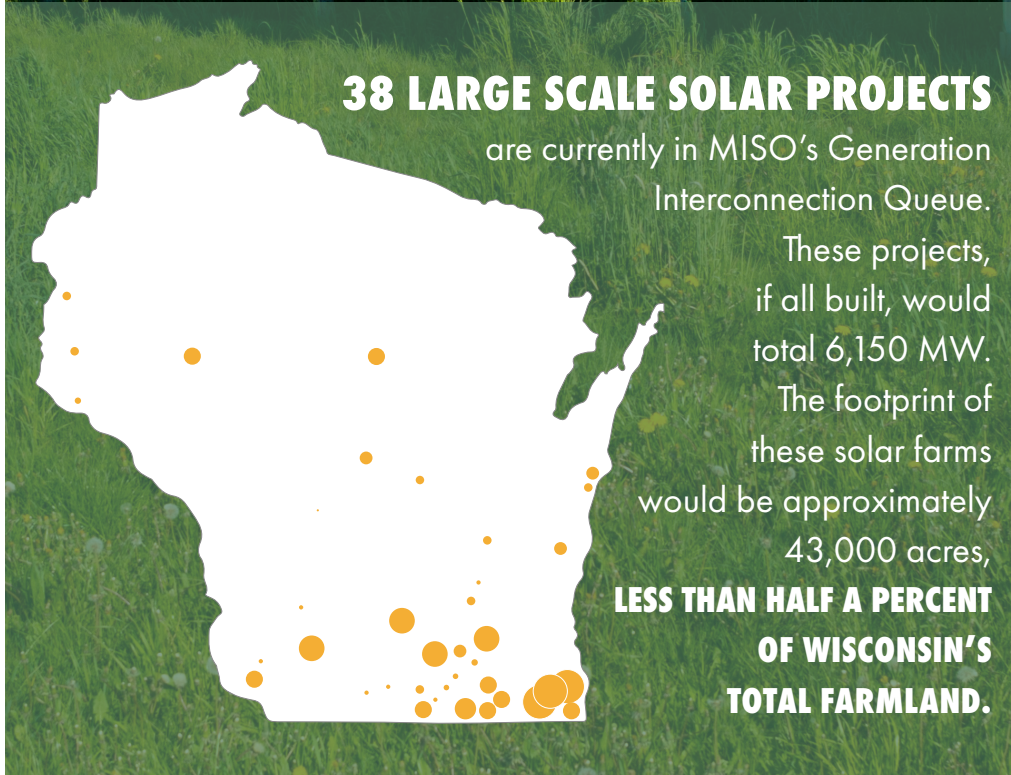 38 LARGE SCALE SOLAR PROJECTS
are currently in MISO’s Generation
Interconnection Queue.
These projects,
if all built, would
total 6,150 MW.
The footprint of
these solar farms
would be approximately
43,000 acres,
LESS THAN HALF A PERCENT
OF WISCONSIN’S
TOTAL FARMLAND.